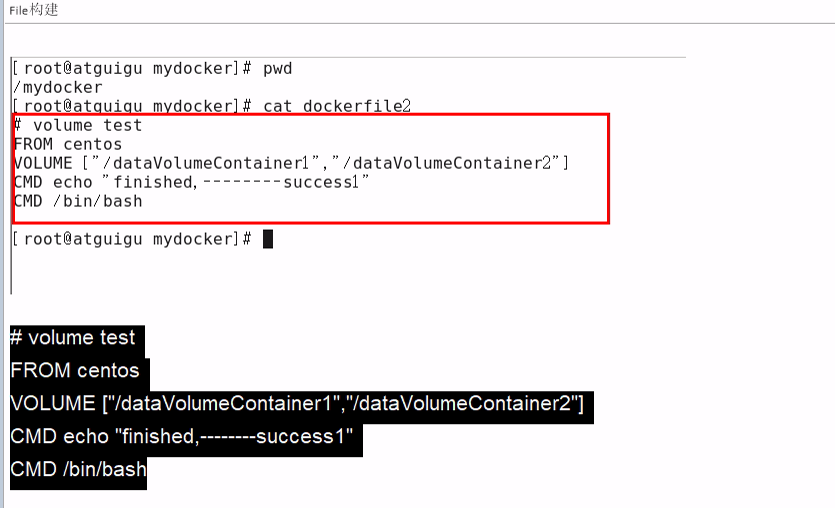 File构建
[root@atguigu mydocker]# pwd
/mydocker
[root@atguigu mydocker]# cat dockerfile2
# volume test
FROM centos
VOLUME ["/dataVolumeContainer1","/dataVolumeContainer2"]
CMD echo "finished,--------success1"
CMD /bin/bash
[root@atguigu mydocker]#
# volume test
FROM centos
VOLUME ["/dataVolumeContainer1","/dataVolumeContainer2"]
CMD echo "finished,--------success1"
CMD /bin/bash